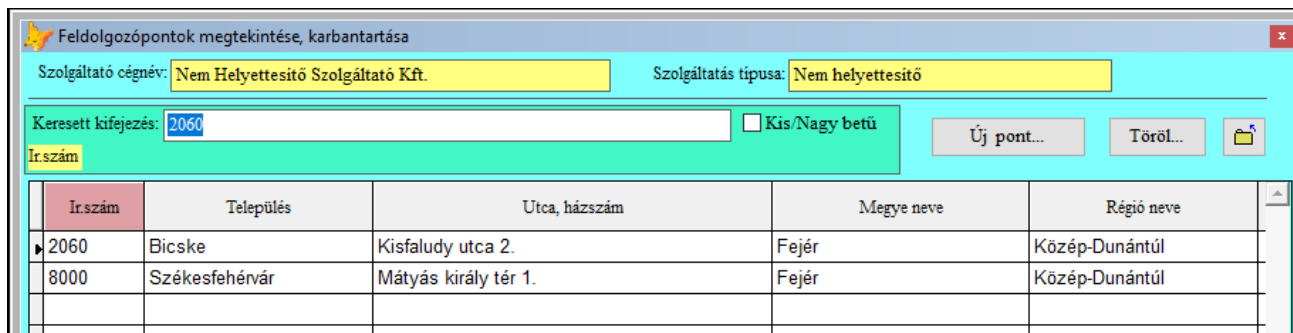 Feldolgozópontok megtekintése, karbantartása
Szolgáltató cégnév: Nem Helyettesitő Szolgáltató Kft. Szolgáltatás típusa: Nem helyettesitő
Keresett kifejezés: 2060 Kis/Nagy betű Új pont... Töröl...
Ir.szám
Ir.szám Település Utca, házszám Megye neve Régió neve
2060 Bicske Kisfaludy utca 2. Fejér Közép-Dunántúl
8000 Székesfehérvár Mátyás király tér 1. Fejér Közép-Dunántúl